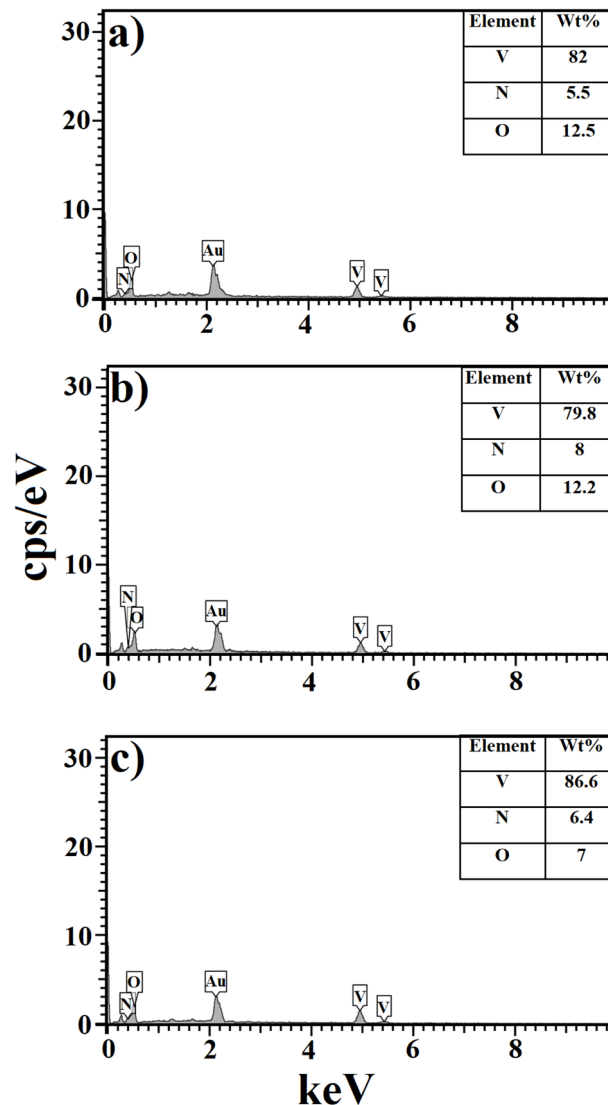 a)
Element Wt%
V 82
N 5.5
O 12.5
30
20
10
0
N O Au V V
0 2 4 6 8
b)
Element Wt%
V 79.8
N 8
O 12.2
30
20
10
0
N O Au V V
0 2 4 6 8
cps/eV
c)
Element Wt%
V 86.6
N 6.4
O 7
30
20
10
0
N O Au V V
0 2 4 6 8
keV